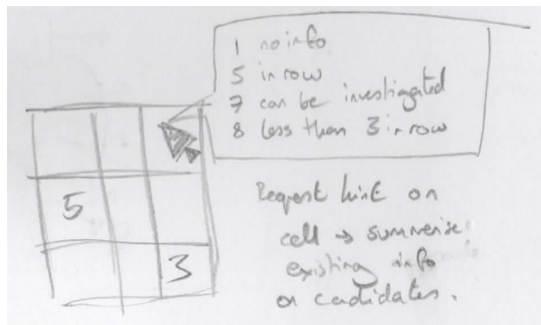 1 no info
5 in row
7 can be investigated
8 less than 3 in row
5
3
Request hint on
cell → summarise
existing info
on candidates.